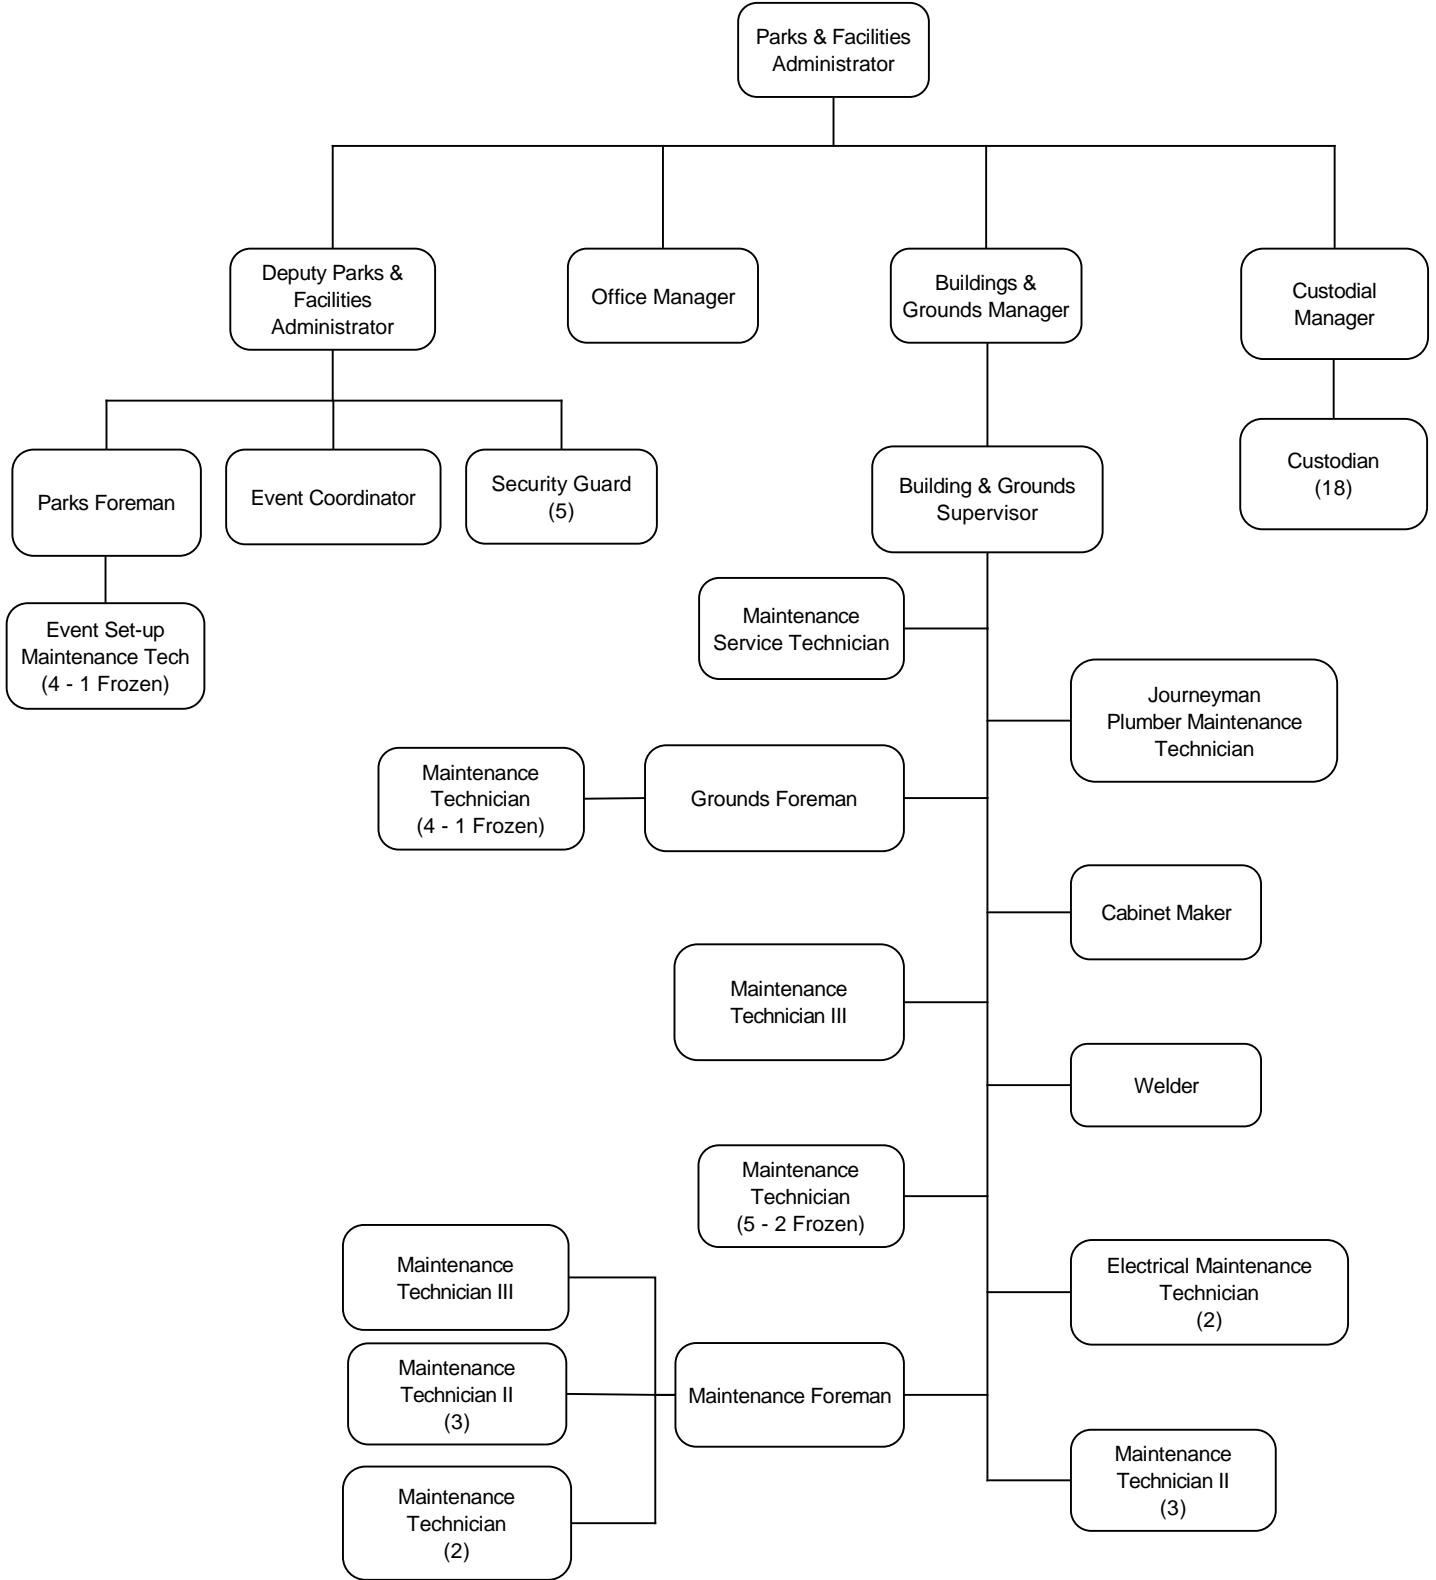 Parks & Facilities
Administrator
Deputy Parks &
Facilities
Administrator
Office Manager
Buildings &
Grounds Manager
Custodial
Manager
Parks Foreman
Event Coordinator
Security Guard
(5)
Building & Grounds
Supervisor
Custodian
(18)
Event Set-up
Maintenance Tech
(4 - 1 Frozen)
Maintenance
Service Technician
Journeyman
Plumber Maintenance
Technician
Maintenance
Technician
(4 - 1 Frozen)
Grounds Foreman
Cabinet Maker
Maintenance
Technician III
Welder
Maintenance
Technician
(5 - 2 Frozen)
Maintenance
Technician III
Electrical Maintenance
Technician
(2)
Maintenance
Technician II
(3)
Maintenance Foreman
Maintenance
Technician II
(3)
Maintenance
Technician
(2)